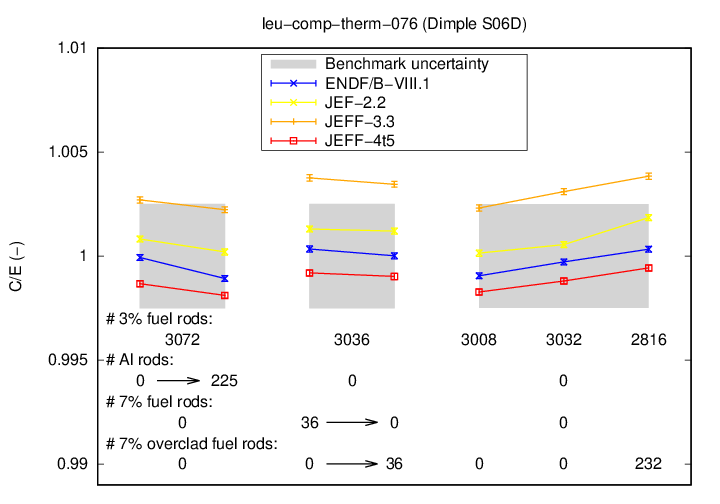 leu−comp−therm−076 (Dimple S06D)
1.01
Benchmark uncertainty
ENDF/B−VIII.1
JEF−2.2
JEFF−3.3
JEFF−4t5
1.005
1
C/E (−)
# 3% fuel rods:
3072 3036 3008 3032 2816
0.995
# Al rods:
0 225 0 0
# 7% fuel rods:
0 36 0 0
# 7% overclad fuel rods:
0.99
0 0 36 0 0 232